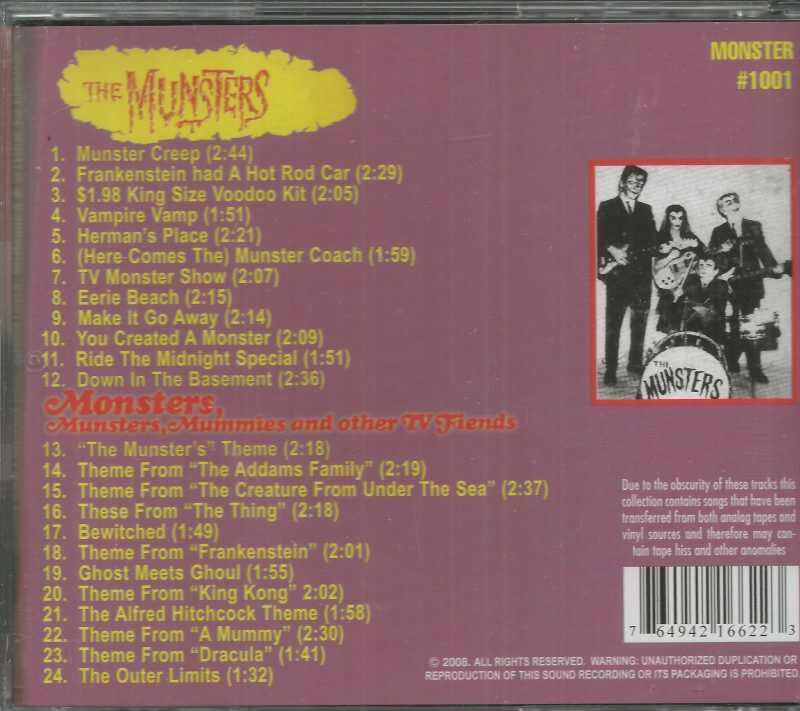 THE MUNSTERS
MONSTER
#1001
1. Munster Creep (2:44)
2. Frankenstein had A Hot Rod Car (2:29)
3. $1.98 King Size Voodoo Kit (2:05)
4. Vampire Vamp (1:51)
5. Herman's Place (2:21)
6. (Here Comes The) Munster Coach (1:59)
7. TV Monster Show (2:07)
8. Eerie Beach (2:15)
9. Make It Go Away (2:14)
10. You Created A Monster (2:09)
11. Ride The Midnight Special (1:51)
12. Down In The Basement (2:36)
Monsters,
Munsters, Mummies and other TV Fiends
13. "The Munster's" Theme (2:18)
14. Theme From "The Addams Family" (2:19)
15. Theme From "The Creature From Under The Sea" (2:37)
16. These From "The Thing" (2:18)
17. Bewitched (1:49)
18. Theme From "Frankenstein" (2:01)
19. Ghost Meets Ghoul (1:55)
20. Theme From "King Kong" 2:02)
21. The Alfred Hitchcock Theme (1:58)
22. Theme From "A Mummy" (2:30)
23. Theme From "Dracula" (1:41)
24. The Outer Limits (1:32)
THE
MUNSTERS
Due to the obscurity of these tracks this
collection contains songs that have been
transferred from both analog tapes and
vinyl sources and therefore may con-
tain tape hiss and other anomalies
7 64942 16622 3
© 2008. ALL RIGHTS RESERVED. WARNING: UNAUTHORIZED DUPLICATION OR
REPRODUCTION OF THIS SOUND RECORDING OR ITS PACKAGING IS PROHIBITED.